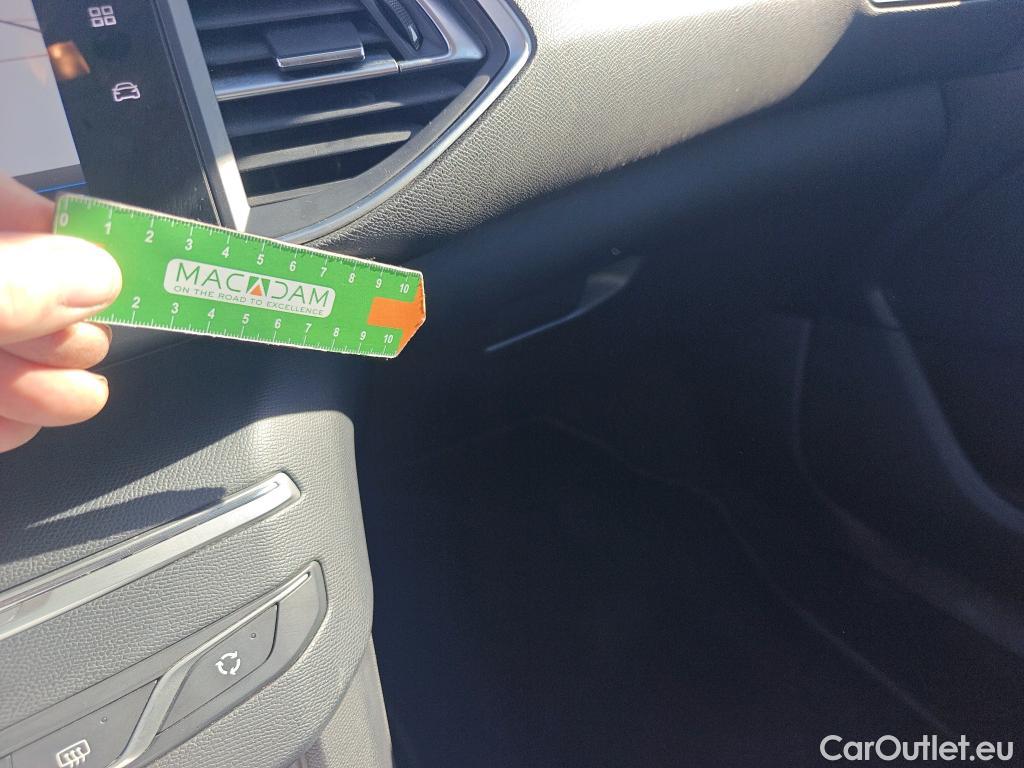 0 1 2 3 4 5 6 7 8 9 10
MACADAM
ON THE ROAD TO EXCELLENCE
2 3 4 5 6 7 8 9 10
CarOutlet.eu